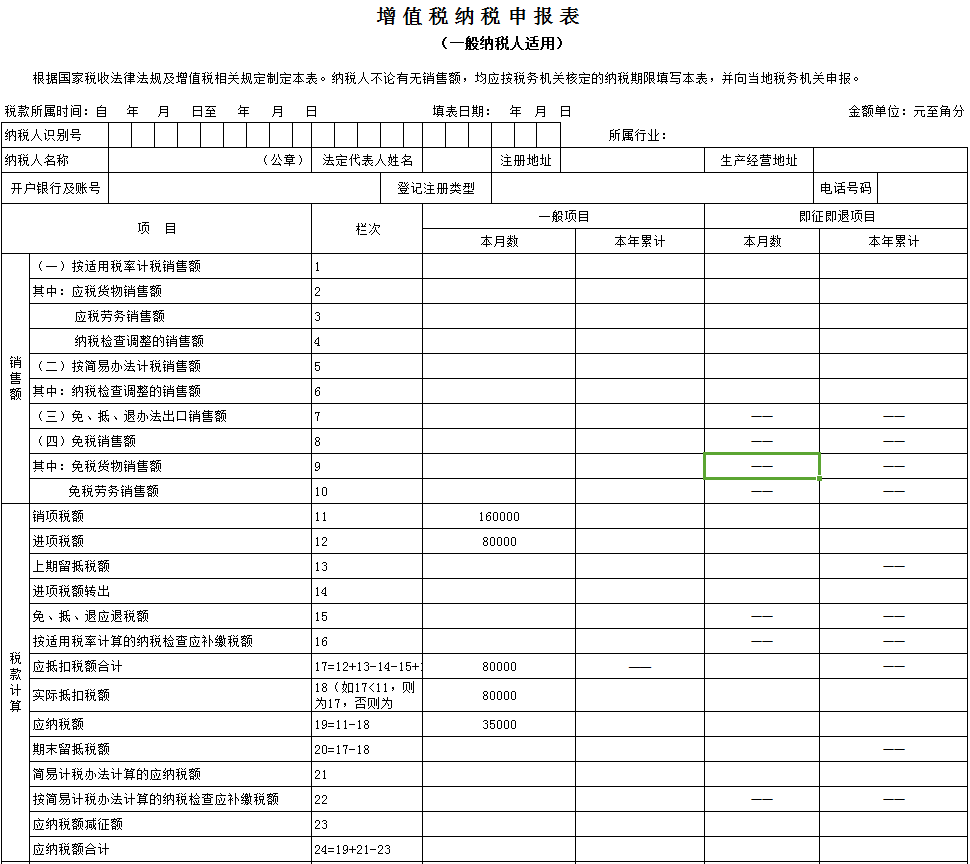 增值税纳税申报表
（一般纳税人适用）
根据国家税收法律法规及增值税相关规定制定本表。纳税人不论有无销售额，均应按税务机关核定的纳税期限填写本表，并向当地税务机关申报。
税款所属时间：自 年 月 日至 年 月 日 填表日期： 年 月 日 金额单位：元至角分
纳税人识别号 所属行业：
纳税人名称 （公章） 法定代表人姓名 注册地址 生产经营地址
开户银行及账号 登记注册类型 电话号码
项 目 栏次 一般项目 即征即退项目
本月数 本年累计 本月数 本年累计
销售额
（一）按适用税率计税销售额 1
其中：应税货物销售额 2
应税劳务销售额 3
纳税检查调整的销售额 4
（二）按简易办法计税销售额 5
其中：纳税检查调整的销售额 6
（三）免、抵、退办法出口销售额 7 —— ——
（四）免税销售额 8 —— ——
其中：免税货物销售额 9 —— ——
免税劳务销售额 10 —— ——
税款计算
销项税额 11 160000
进项税额 12 80000
上期留抵税额 13 ——
进项税额转出 14
免、抵、退应退税额 15 —— ——
按适用税率计算的纳税检查应补缴税额 16 —— ——
应抵扣税额合计 17=12+13-14-15+ 80000 —— ——
实际抵扣税额 18（如17<11，则为17，否则为 80000
应纳税额 19=11-18 35000
期末留抵税额 20=17-18 ——
简易计税办法计算的应纳税额 21
按简易计税办法计算的纳税检查应补缴税额 22 —— ——
应纳税额减征额 23
应纳税额合计 24=19+21-23